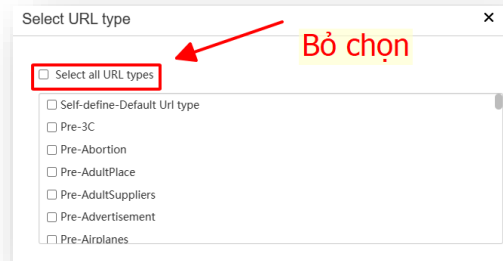 Select URL type
Bỏ chọn
Select all URL types
Self-define-Default Url type
Pre-3C
Pre-Abortion
Pre-AdultPlace
Pre-AdultSuppliers
Pre-Advertisement
Pre-Airplanes